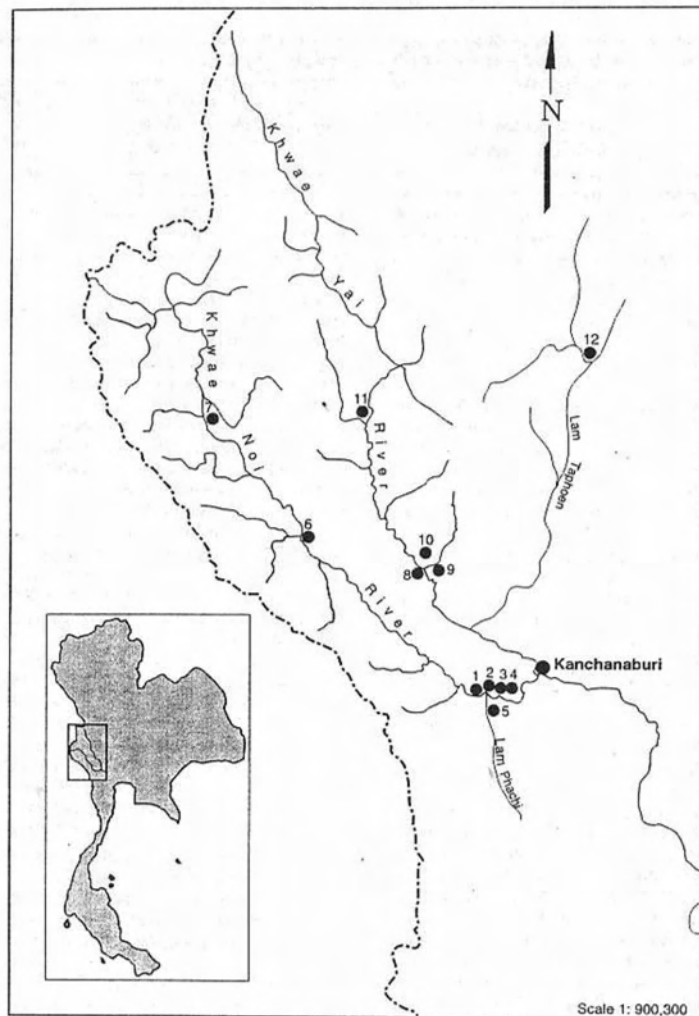 N
Khwae
Yai
River
Khwae
Noi
River
Lam Taphoen
12
11
7
6
10
8
9
Kanchanaburi
1
2
3
4
5
Lam Phachi
Scale 1: 900,300